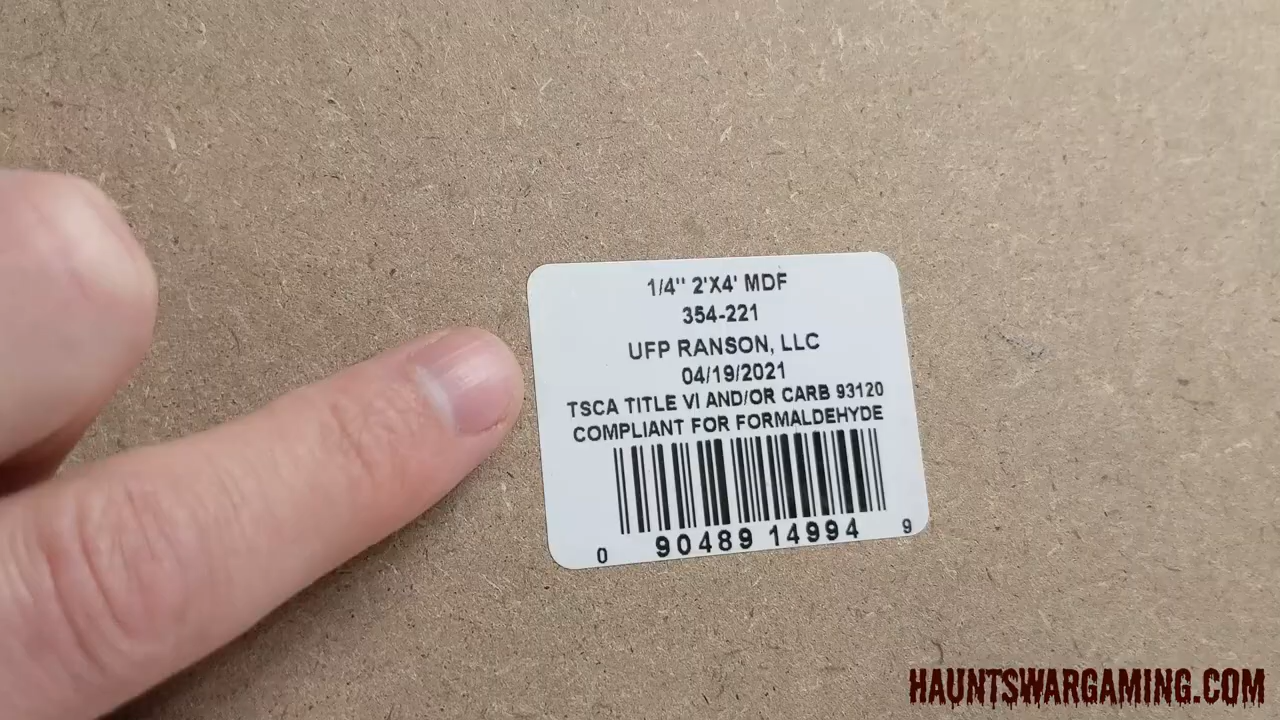 1/4" 2'X4' MDF
354-221
UFP RANSON, LLC
04/19/2021
TSCA TITLE VI AND/OR CARB 93120
COMPLIANT FOR FORMALDEHYDE
0 90489 14994 9
HAUNTSWARGAMING.COM